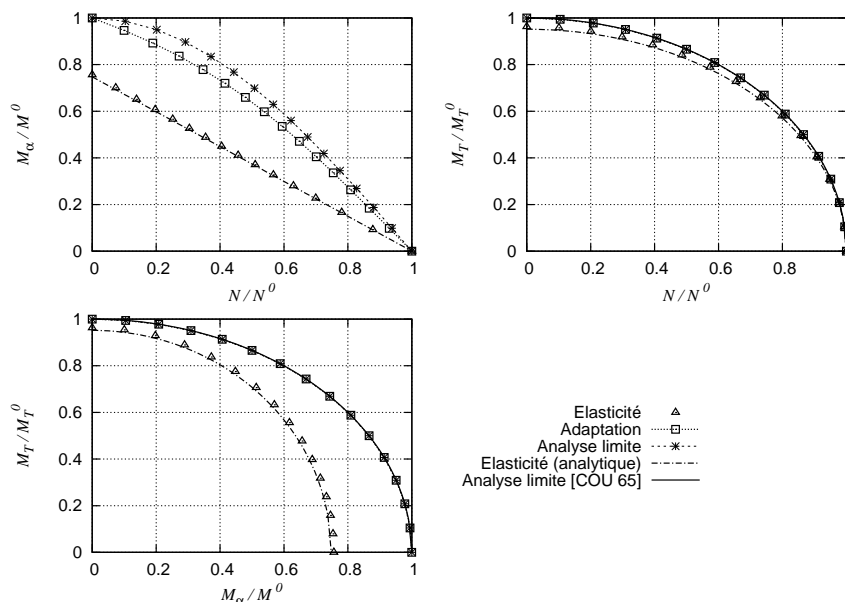 1
0.8
0.6
0.4
0.2
0
0 0.2 0.4 0.6 0.8 1
M_α/M^0
N/N^0
1
0.8
0.6
0.4
0.2
0
0 0.2 0.4 0.6 0.8 1
M_T/M_T^0
N/N^0
1
0.8
0.6
0.4
0.2
0
0 0.2 0.4 0.6 0.8 1
M_T/M_T^0
M_α/M^0
Elasticité
Adaptation
Analyse limite
Elasticité (analytique)
Analyse limite [COU 65]